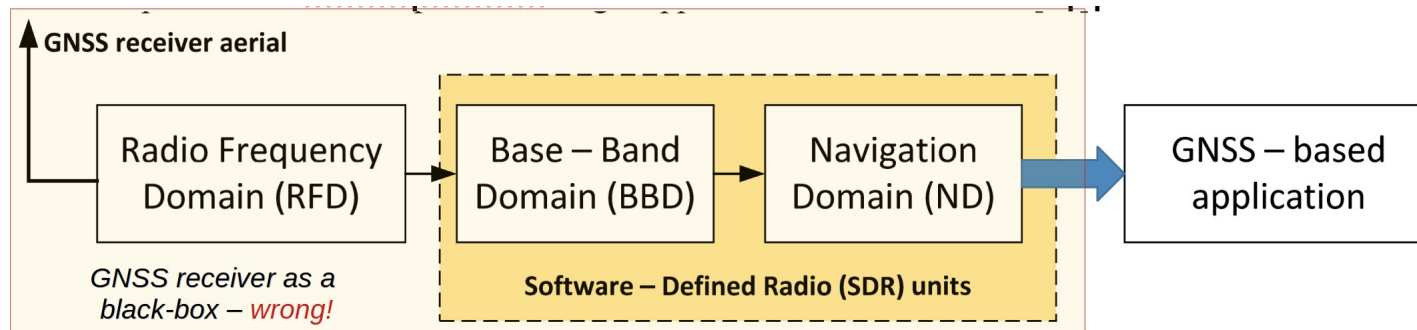 GNSS receiver aerial
Radio Frequency
Domain (RFD)
Base – Band
Domain (BBD)
Navigation
Domain (ND)
GNSS – based
application
GNSS receiver as a
black-box – wrong!
Software – Defined Radio (SDR) units